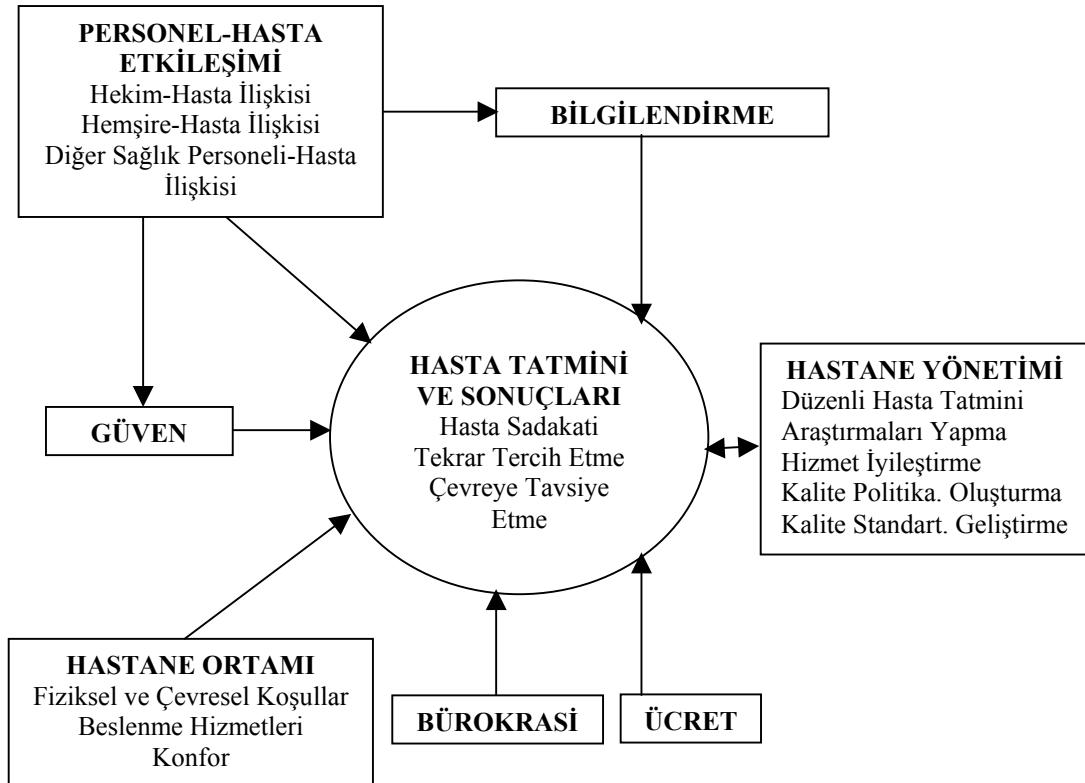 PERSONEL-HASTA
ETKİLEŞİMİ
Hekim-Hasta İlişkisi
Hemşire-Hasta İlişkisi
Diğer Sağlık Personeli-Hasta
İlişkisi
BİLGİLENDİRME
GÜVEN
HASTA TATMİNİ
VE SONUÇLARI
Hasta Sadakati
Tekrar Tercih Etme
Çevreye Tavsiye
Etme
HASTANE YÖNETİMİ
Düzenli Hasta Tatmini
Araştırmaları Yapma
Hizmet İyileştirme
Kalite Politika. Oluşturma
Kalite Standart. Geliştirme
HASTANE ORTAMI
Fiziksel ve Çevresel Koşullar
Beslenme Hizmetleri
Konfor
BÜROKRASİ
ÜCRET